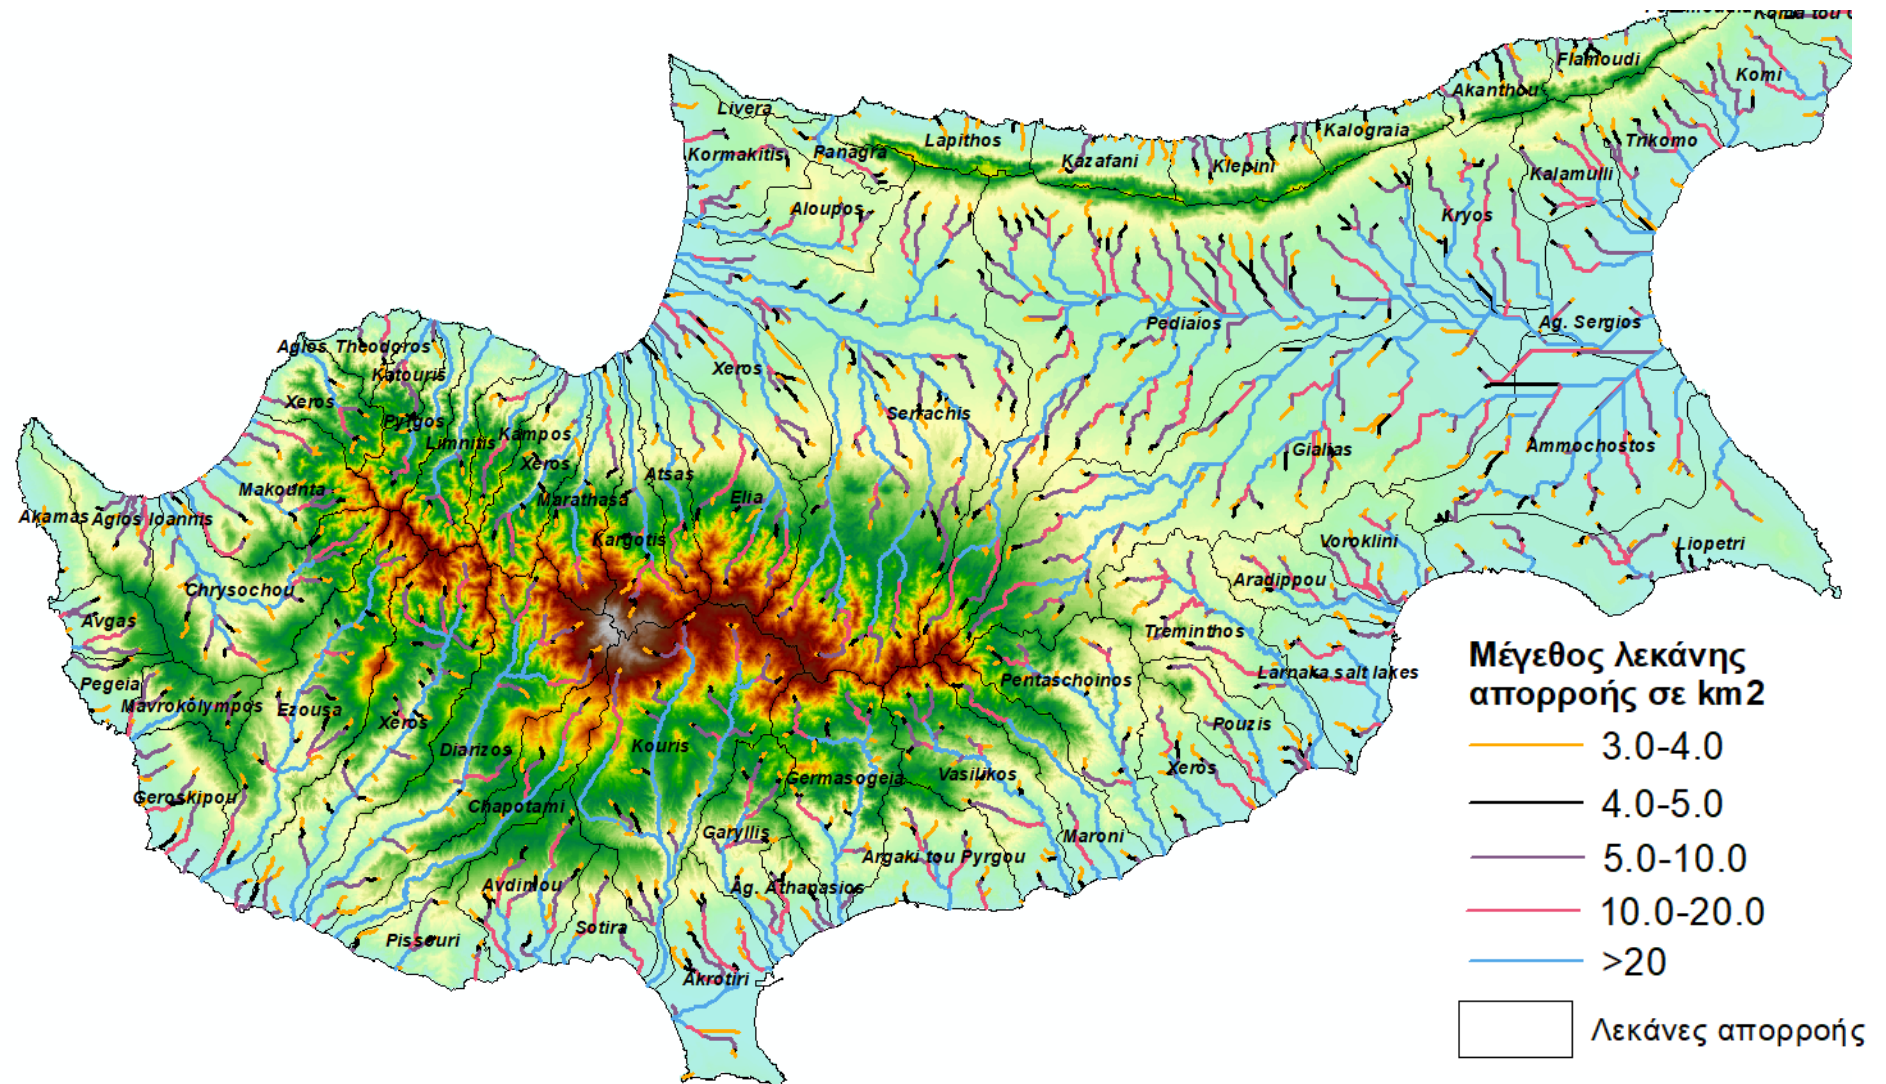 Flamoudi
Komi
Akanthou
Livera
Kalograia
Lapithos
Trikomo
Kormakitis
Panagra
Kazafani
Klepini
Kalamulli
Aloupos
Kryos
Pediaios
Ag. Sergios
Agios Theodoros
Katouris
Xeros
Xeros
Serrachis
Pyrgos
Limnitis
Kampos
Xeros
Gialias
Ammochostos
Atsas
Makounta
Marathasa
Elia
Akamas
Agios Ioannis
Kargotis
Voroklini
Liopetri
Aradippou
Chrysochou
Avgas
Treminthos
Larnaka salt lakes
Pentaschoinos
Pegeia
Mavrokolympos
Ezousa
Xeros
Pouzis
Diarizos
Kouris
Xeros
Germasogeia
Vasilikos
Geroskipou
Chapotami
Garyllis
Maroni
Argaki tou Pyrgou
Avdimou
Ag. Athanasios
Sotira
Pissouri
Akrotiri
Μέγεθος λεκάνης
απορροής σε km2
3.0-4.0
4.0-5.0
5.0-10.0
10.0-20.0
>20
Λεκάνες απορροής